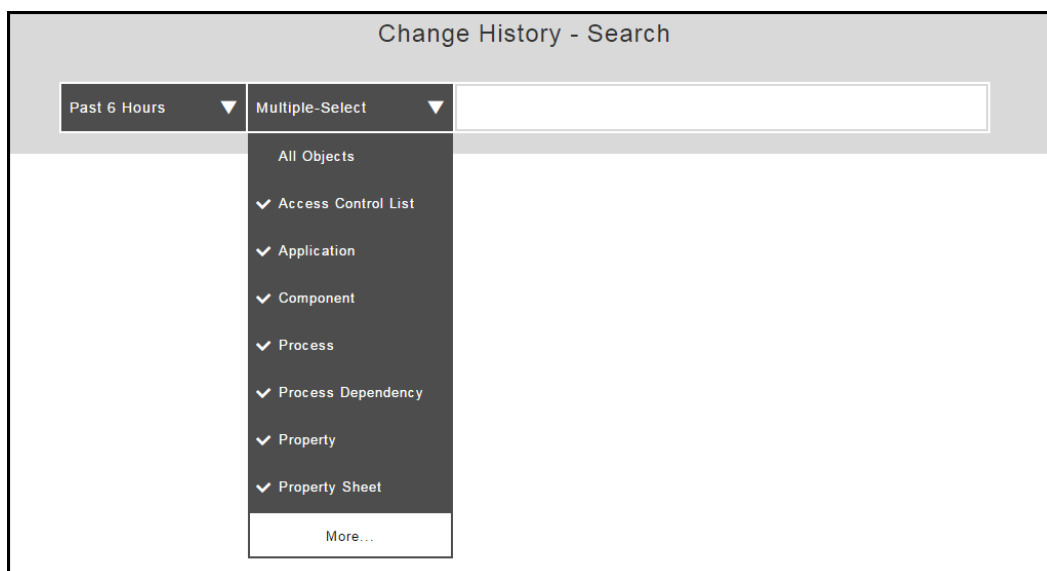 Change History - Search
Past 6 Hours
Multiple-Select
All Objects
Access Control List
Application
Component
Process
Process Dependency
Property
Property Sheet
More...